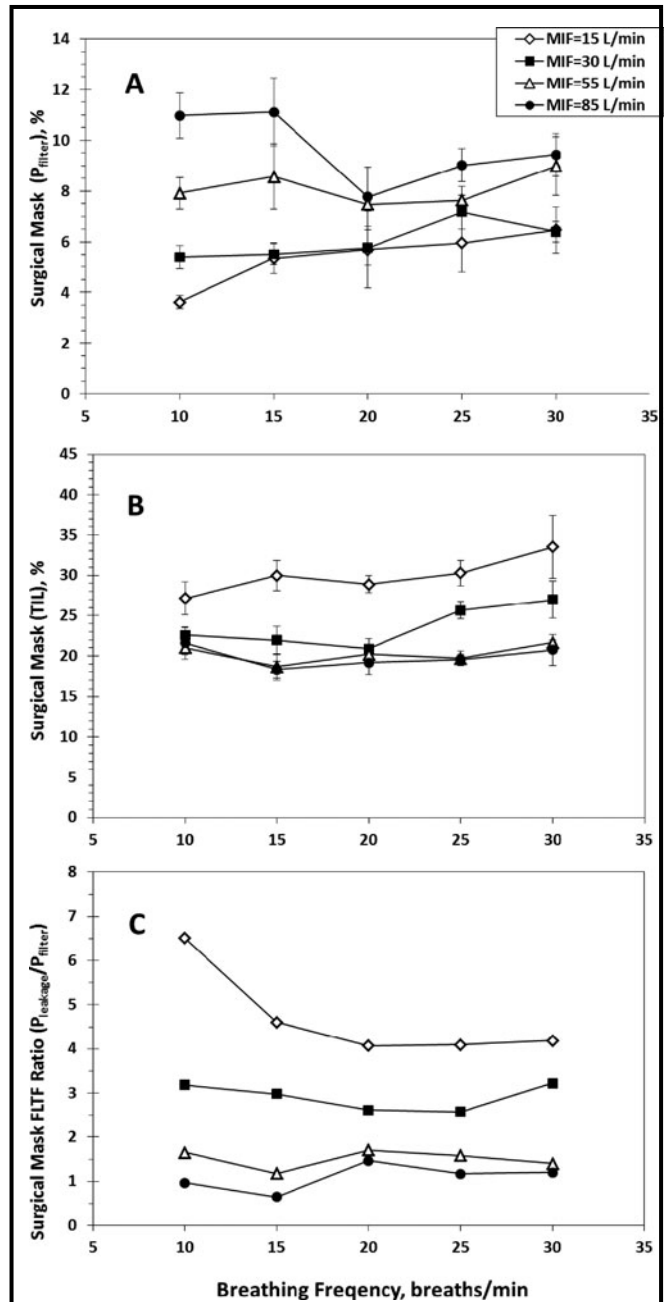 A
MIF=15 L/min
MIF=30 L/min
MIF=55 L/min
MIF=85 L/min
Surgical Mask (Pfilter), %
14
12
10
8
6
4
2
0
5 10 15 20 25 30 35
B
Surgical Mask (TIL), %
45
40
35
30
25
20
15
10
5
0
5 10 15 20 25 30 35
C
Surgical Mask FLTF Ratio (Pleakage/Pfilter)
8
7
6
5
4
3
2
1
0
5 10 15 20 25 30 35
Breathing Freqency, breaths/min